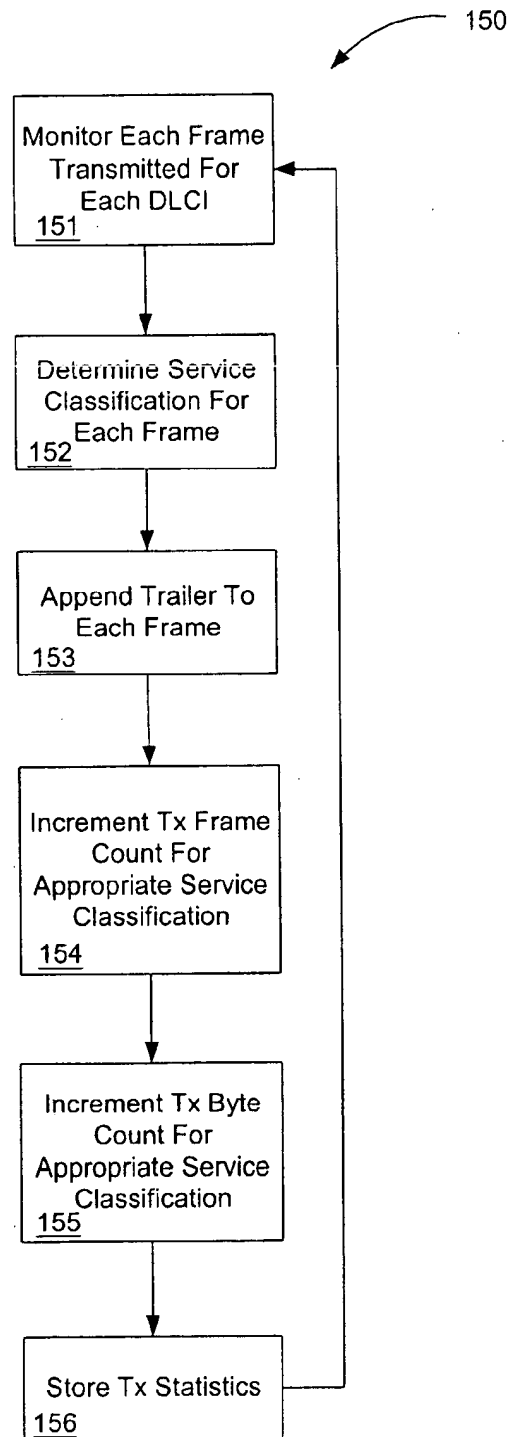 150
Monitor Each Frame
Transmitted For
Each DLCI
151
Determine Service
Classification For
Each Frame
152
Append Trailer To
Each Frame
153
Increment Tx Frame
Count For
Appropriate Service
Classification
154
Increment Tx Byte
Count For
Appropriate Service
Classification
155
Store Tx Statistics
156